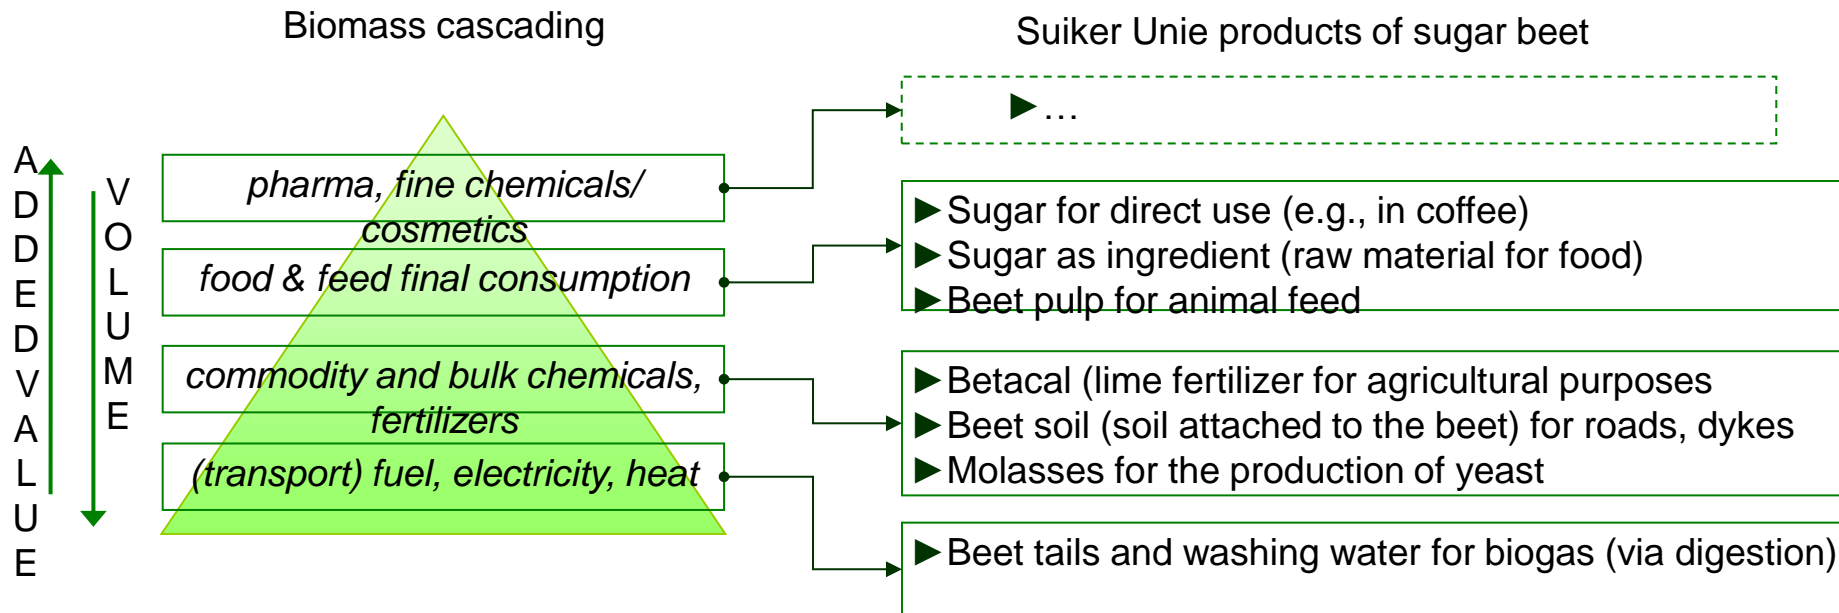 Biomass cascading
Suiker Unie products of sugar beet
ADDED VALUE
VOLUME
pharma, fine chemicals/
cosmetics
food & feed final consumption
commodity and bulk chemicals,
fertilizers
(transport) fuel, electricity, heat
►...
►Sugar for direct use (e.g., in coffee)
►Sugar as ingredient (raw material for food)
►Beet pulp for animal feed
►Betacal (lime fertilizer for agricultural purposes
►Beet soil (soil attached to the beet) for roads, dykes
►Molasses for the production of yeast
►Beet tails and washing water for biogas (via digestion)